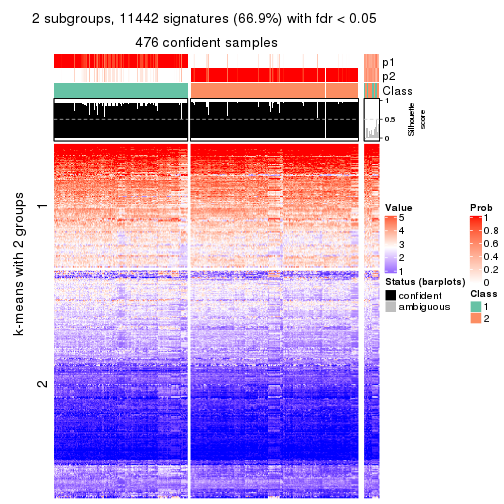 2 subgroups, 11442 signatures (66.9%) with fdr < 0.05
476 confident samples
p1
p2
Class
1
0.5
0
Silhouette
score
k-means with 2 groups
1
2
Value
5
4
3
2
1
Status (barplots)
confident
ambiguous
Prob
1
0.8
0.6
0.4
0.2
0
Class
1
2